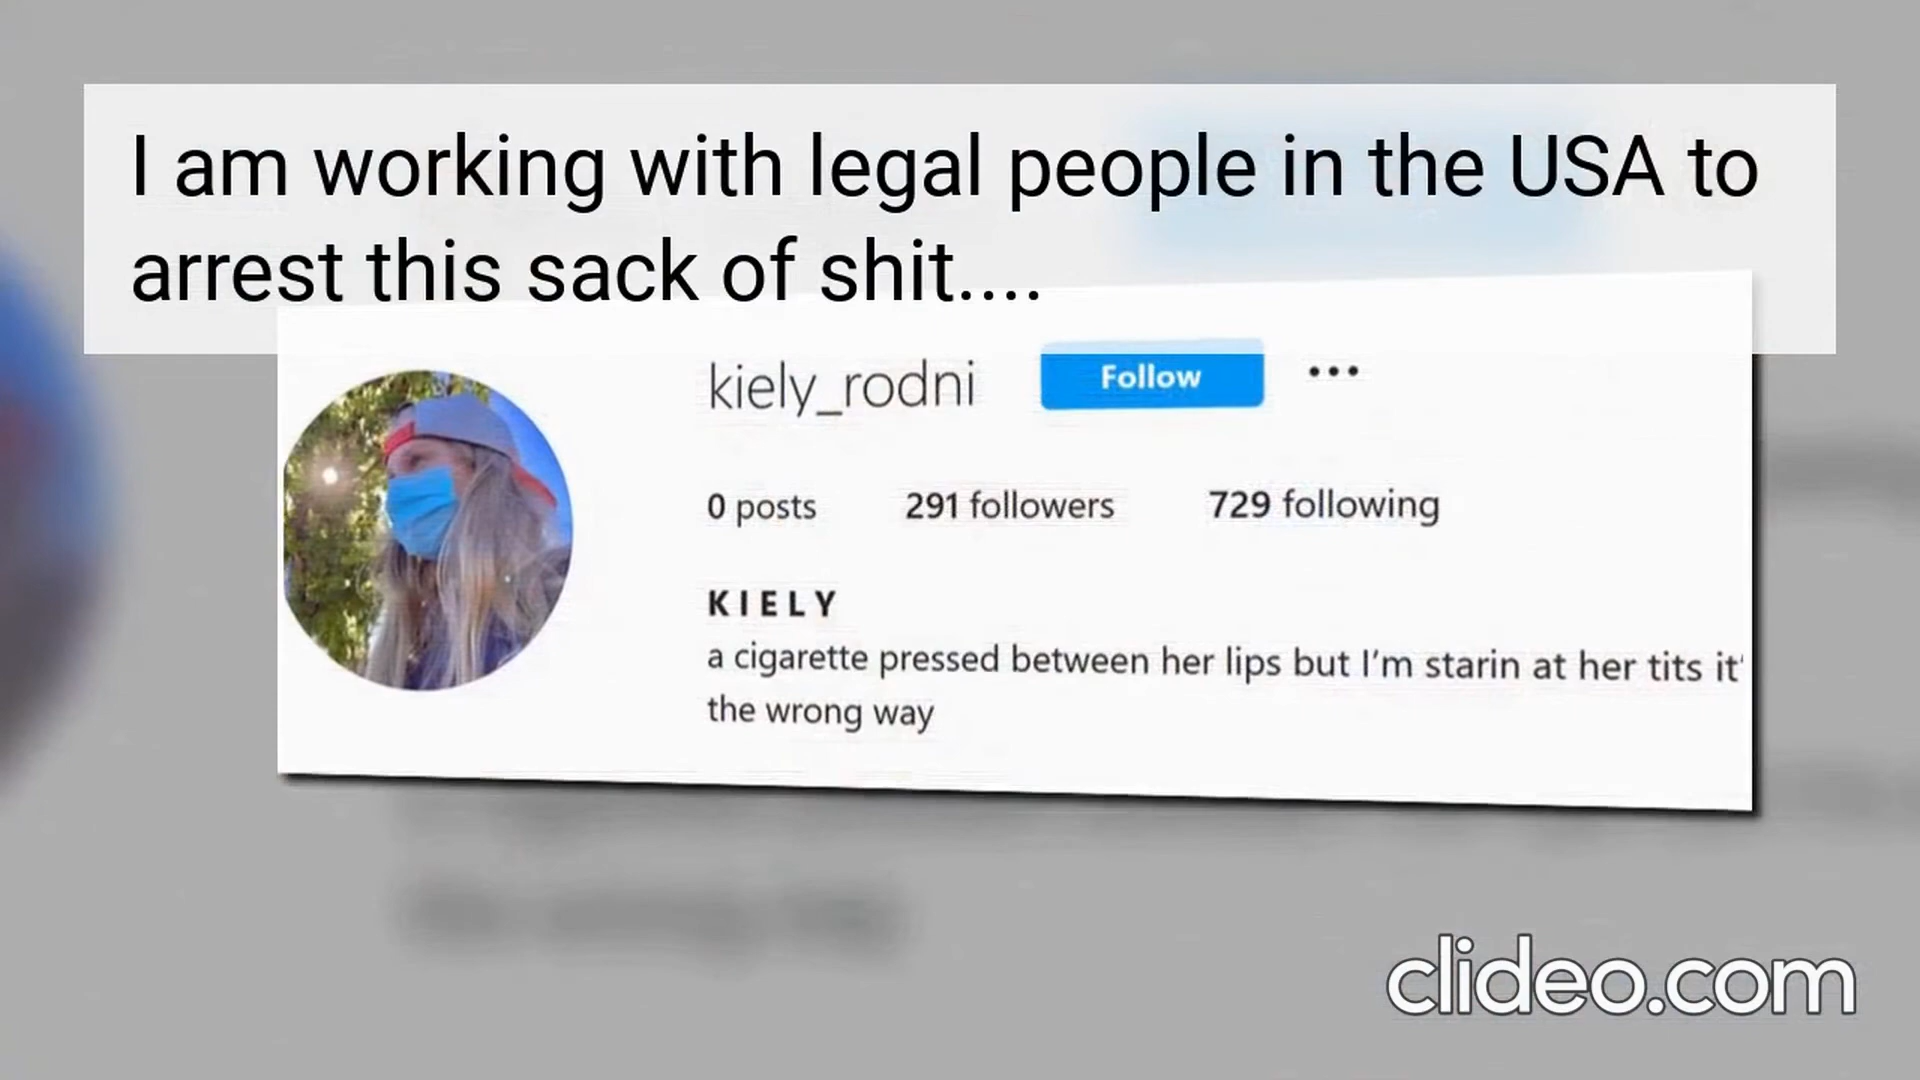 I am working with legal people in the USA to
arrest this sack of shit....
kiely_rodni Follow •••
0 posts 291 followers 729 following
KIELY
a cigarette pressed between her lips but I'm starin at her tits it'
the wrong way
clideo.com